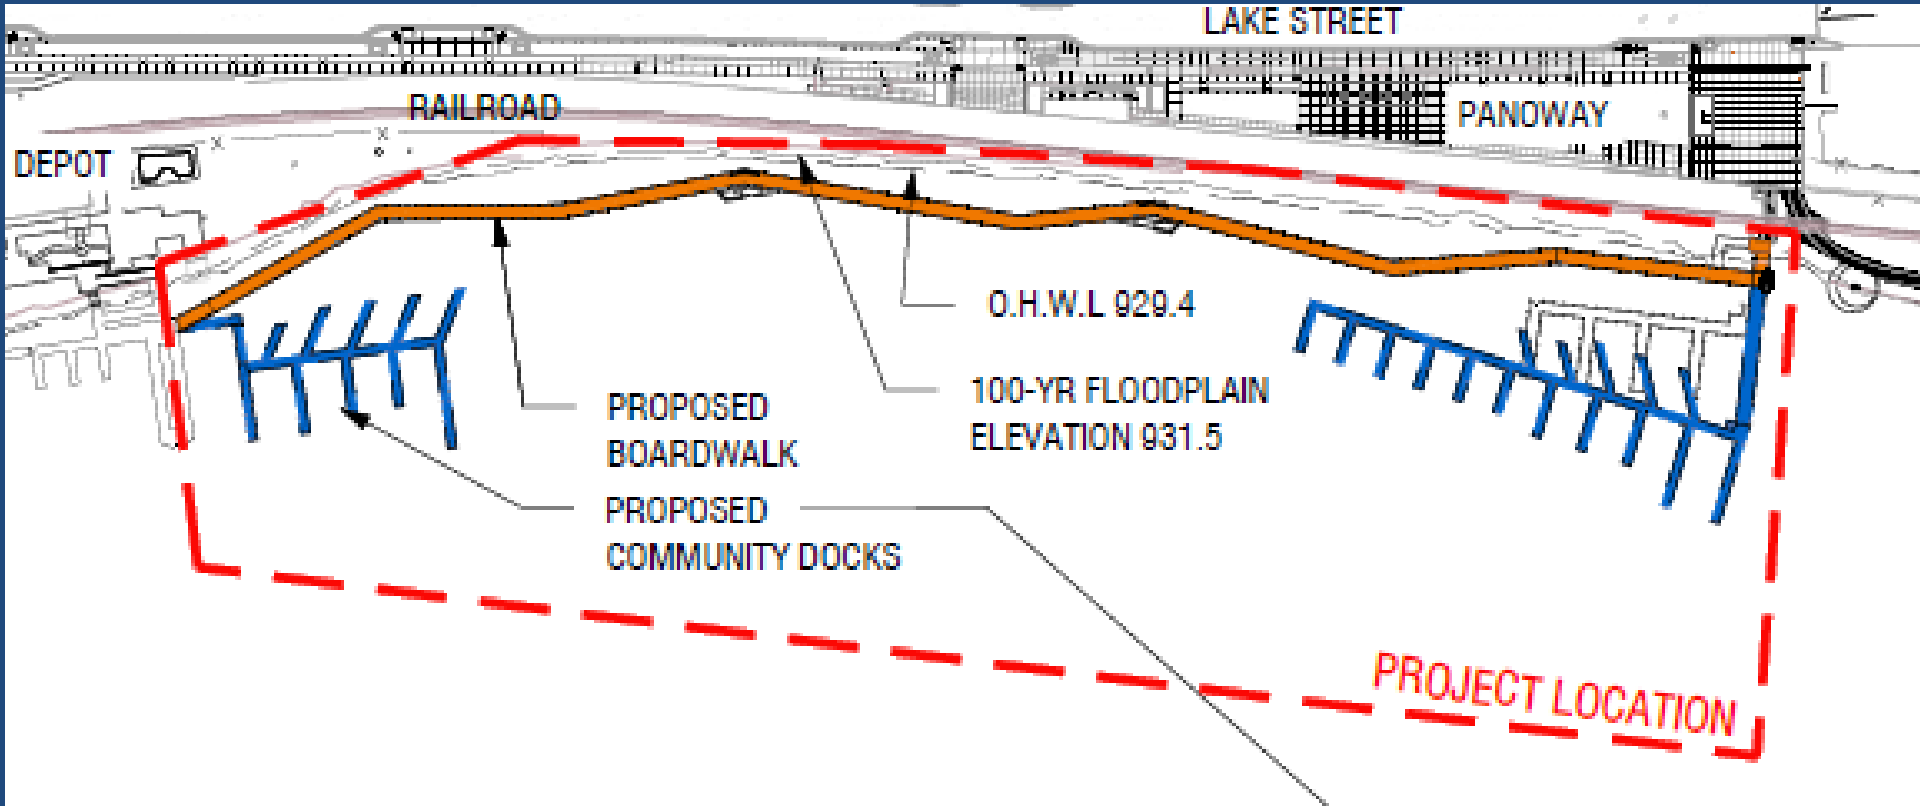 LAKE STREET
RAILROAD
PANOWAY
DEPOT
O.H.W.L 929.4
100-YR FLOODPLAIN
ELEVATION 931.5
PROPOSED
BOARDWALK
PROPOSED
COMMUNITY DOCKS
PROJECT LOCATION